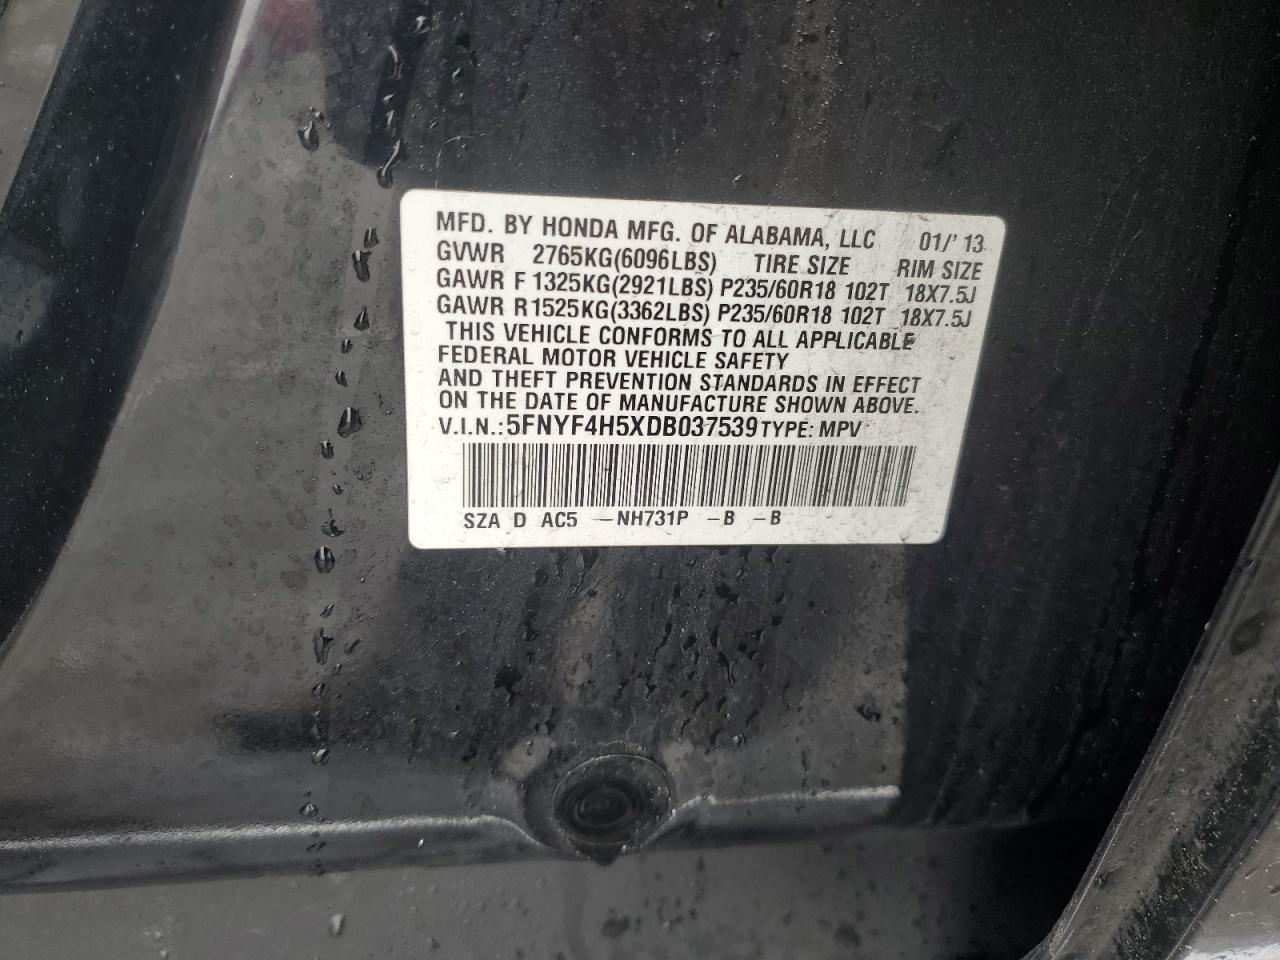 MFD. BY HONDA MFG. OF ALABAMA, LLC 01/' 13
GVWR 2765KG(6096LBS) TIRE SIZE RIM SIZE
GAWR F 1325KG(2921LBS) P235/60R18 102T 18X7.5J
GAWR R1525KG(3362LBS) P235/60R18 102T 18X7.5J
THIS VEHICLE CONFORMS TO ALL APPLICABLE
FEDERAL MOTOR VEHICLE SAFETY
AND THEFT PREVENTION STANDARDS IN EFFECT
ON THE DATE OF MANUFACTURE SHOWN ABOVE.
V.I.N.: 5FNYF4H5XDB037539 TYPE: MPV
SZA D AC5 -NH731P -B -B